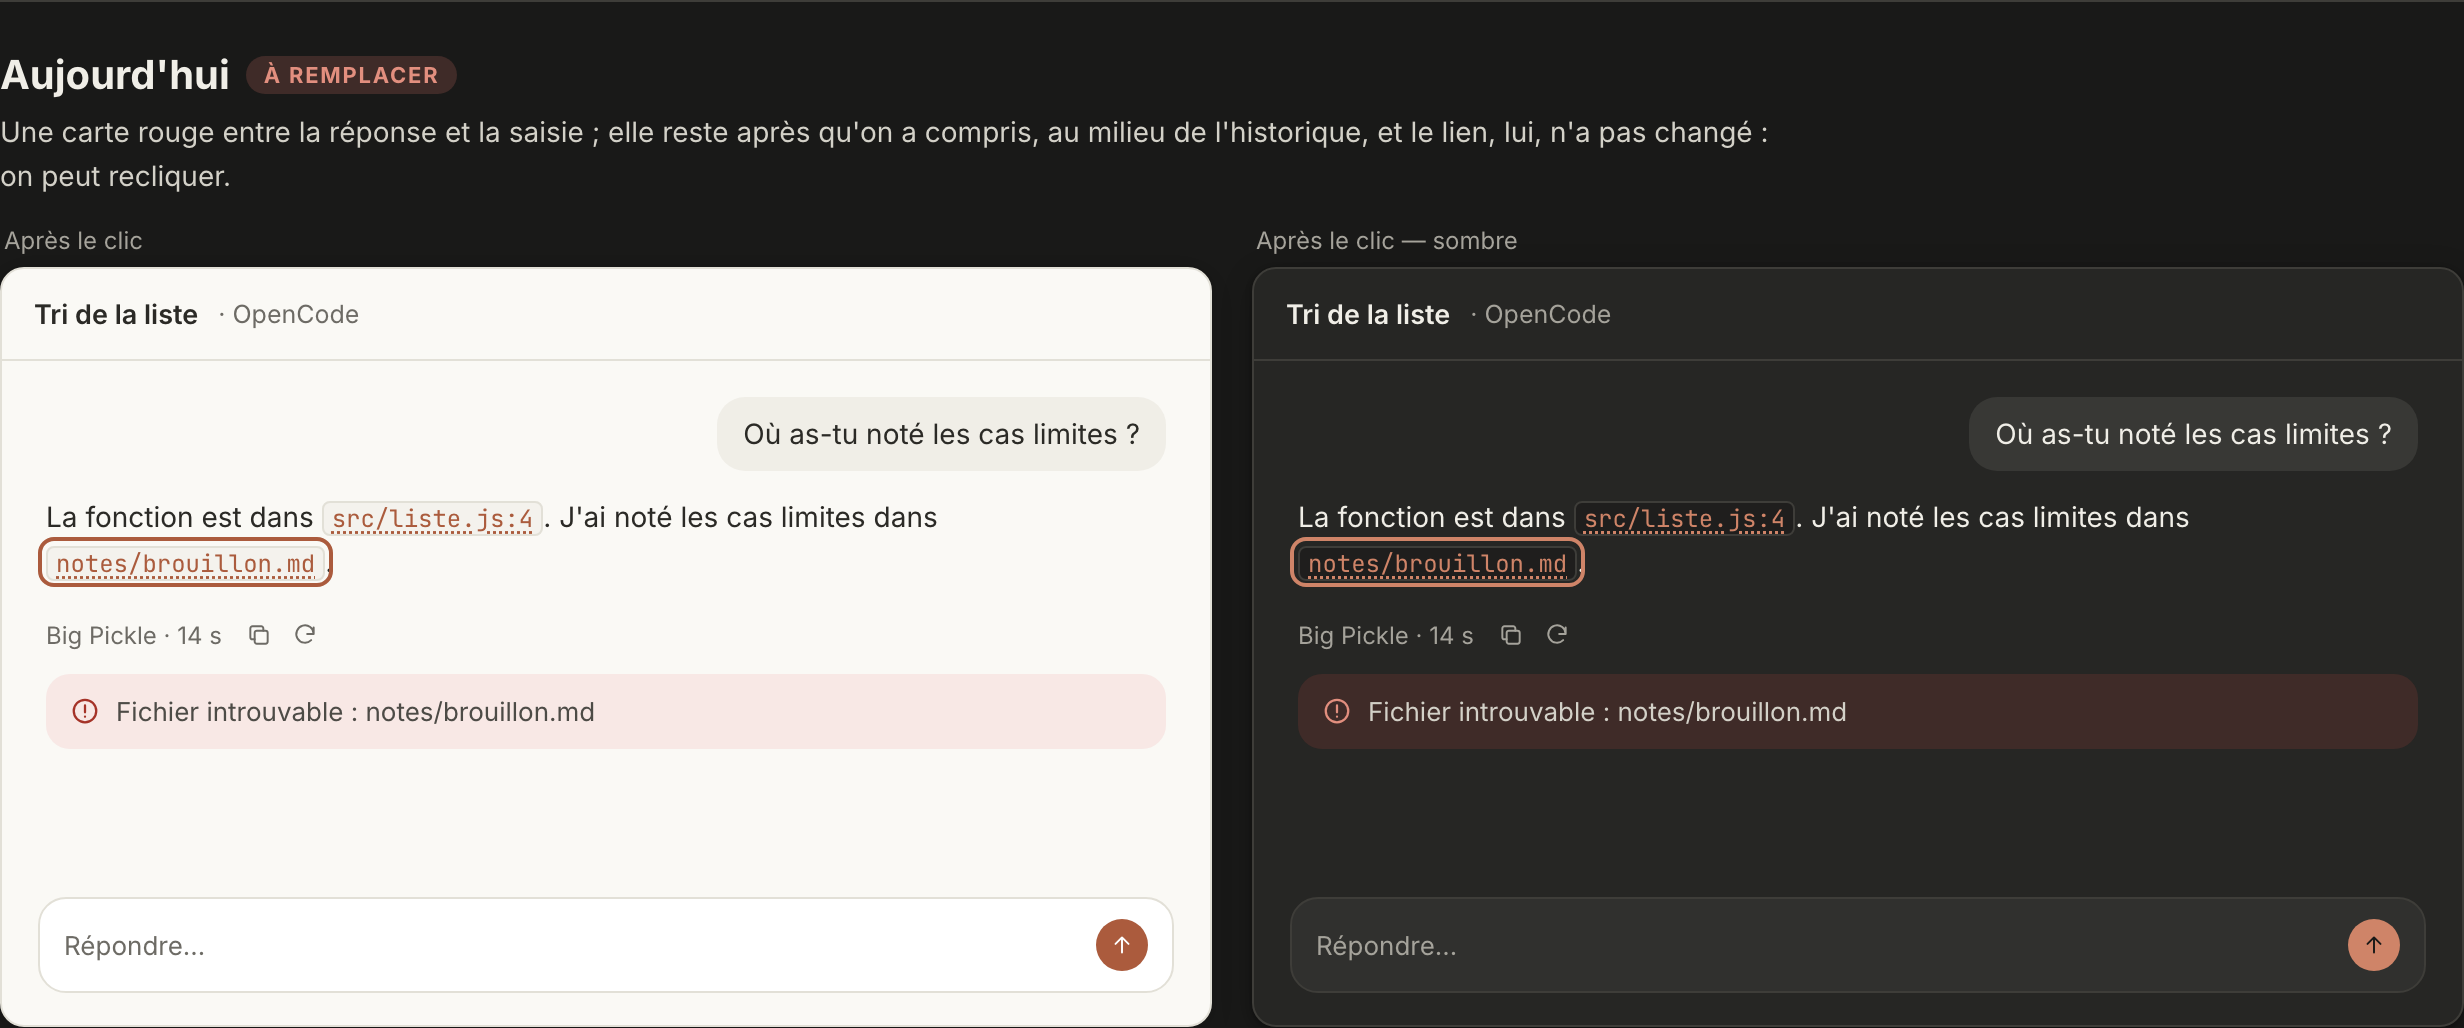 Aujourd'hui À REMPLACER
Une carte rouge entre la réponse et la saisie ; elle reste après qu'on a compris, au milieu de l'historique, et le lien, lui, n'a pas changé :
on peut recliquer.
Après le clic
Tri de la liste · OpenCode
Où as-tu noté les cas limites ?
La fonction est dans src/liste.js:4. J'ai noté les cas limites dans
notes/brouillon.md.
Big Pickle · 14 s
Fichier introuvable : notes/brouillon.md
Répondre...
Après le clic — sombre
Tri de la liste · OpenCode
Où as-tu noté les cas limites ?
La fonction est dans src/liste.js:4. J'ai noté les cas limites dans
notes/brouillon.md.
Big Pickle · 14 s
Fichier introuvable : notes/brouillon.md
Répondre...